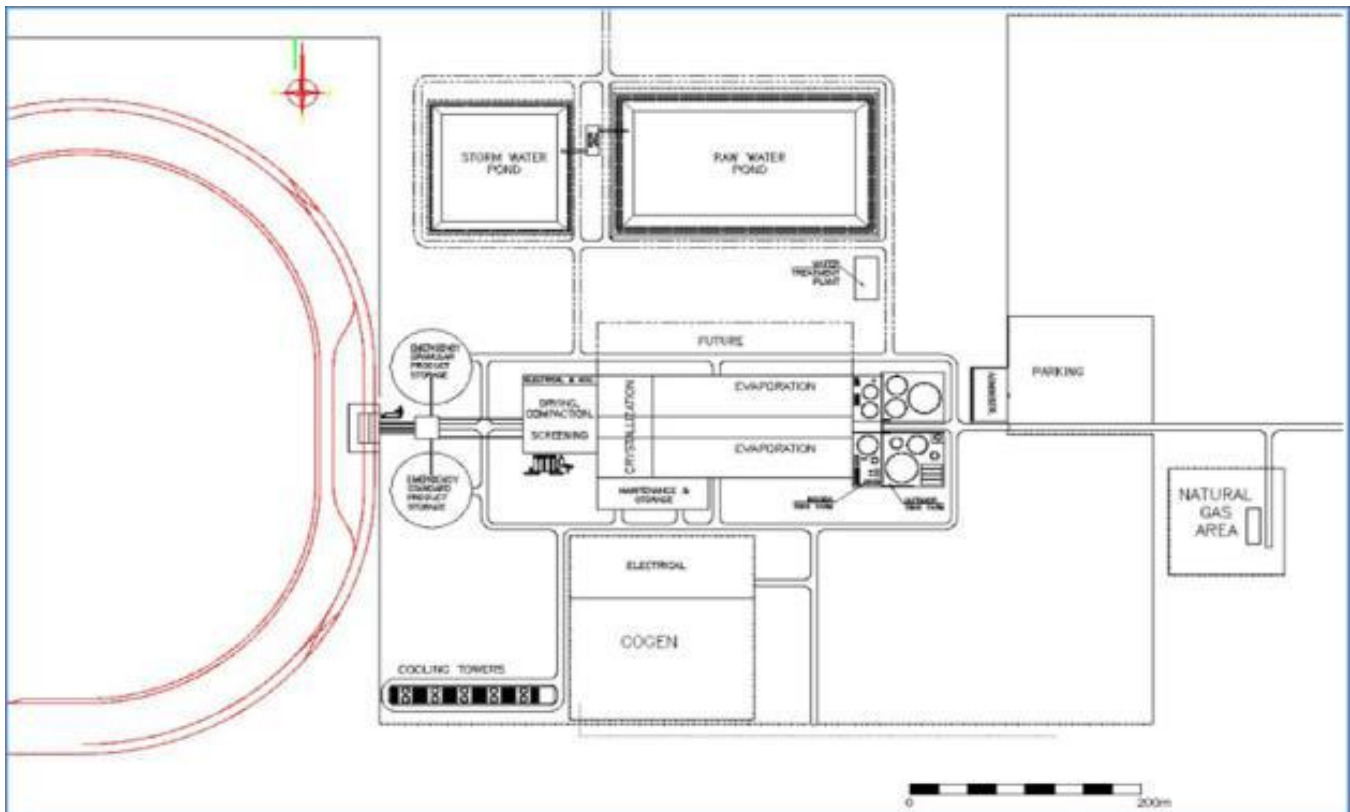 STORM WATER
POND
RAW WATER
POND
WATER
TREATMENT
PLANT
FUTURE
EMERGENCY
GRANULAR
PRODUCT
STORAGE
ELECTRICAL &
DRYING,
COMPACTION,
SCREENING
CRYSTALLIZATION
EVAPORATION
EVAPORATION
PARKING
EMERGENCY
STANDARD
PRODUCT
STORAGE
MAINTENANCE &
STORAGE
NATURAL
GAS
AREA
ELECTRICAL
COGEN
COOLING TOWERS
0
200m